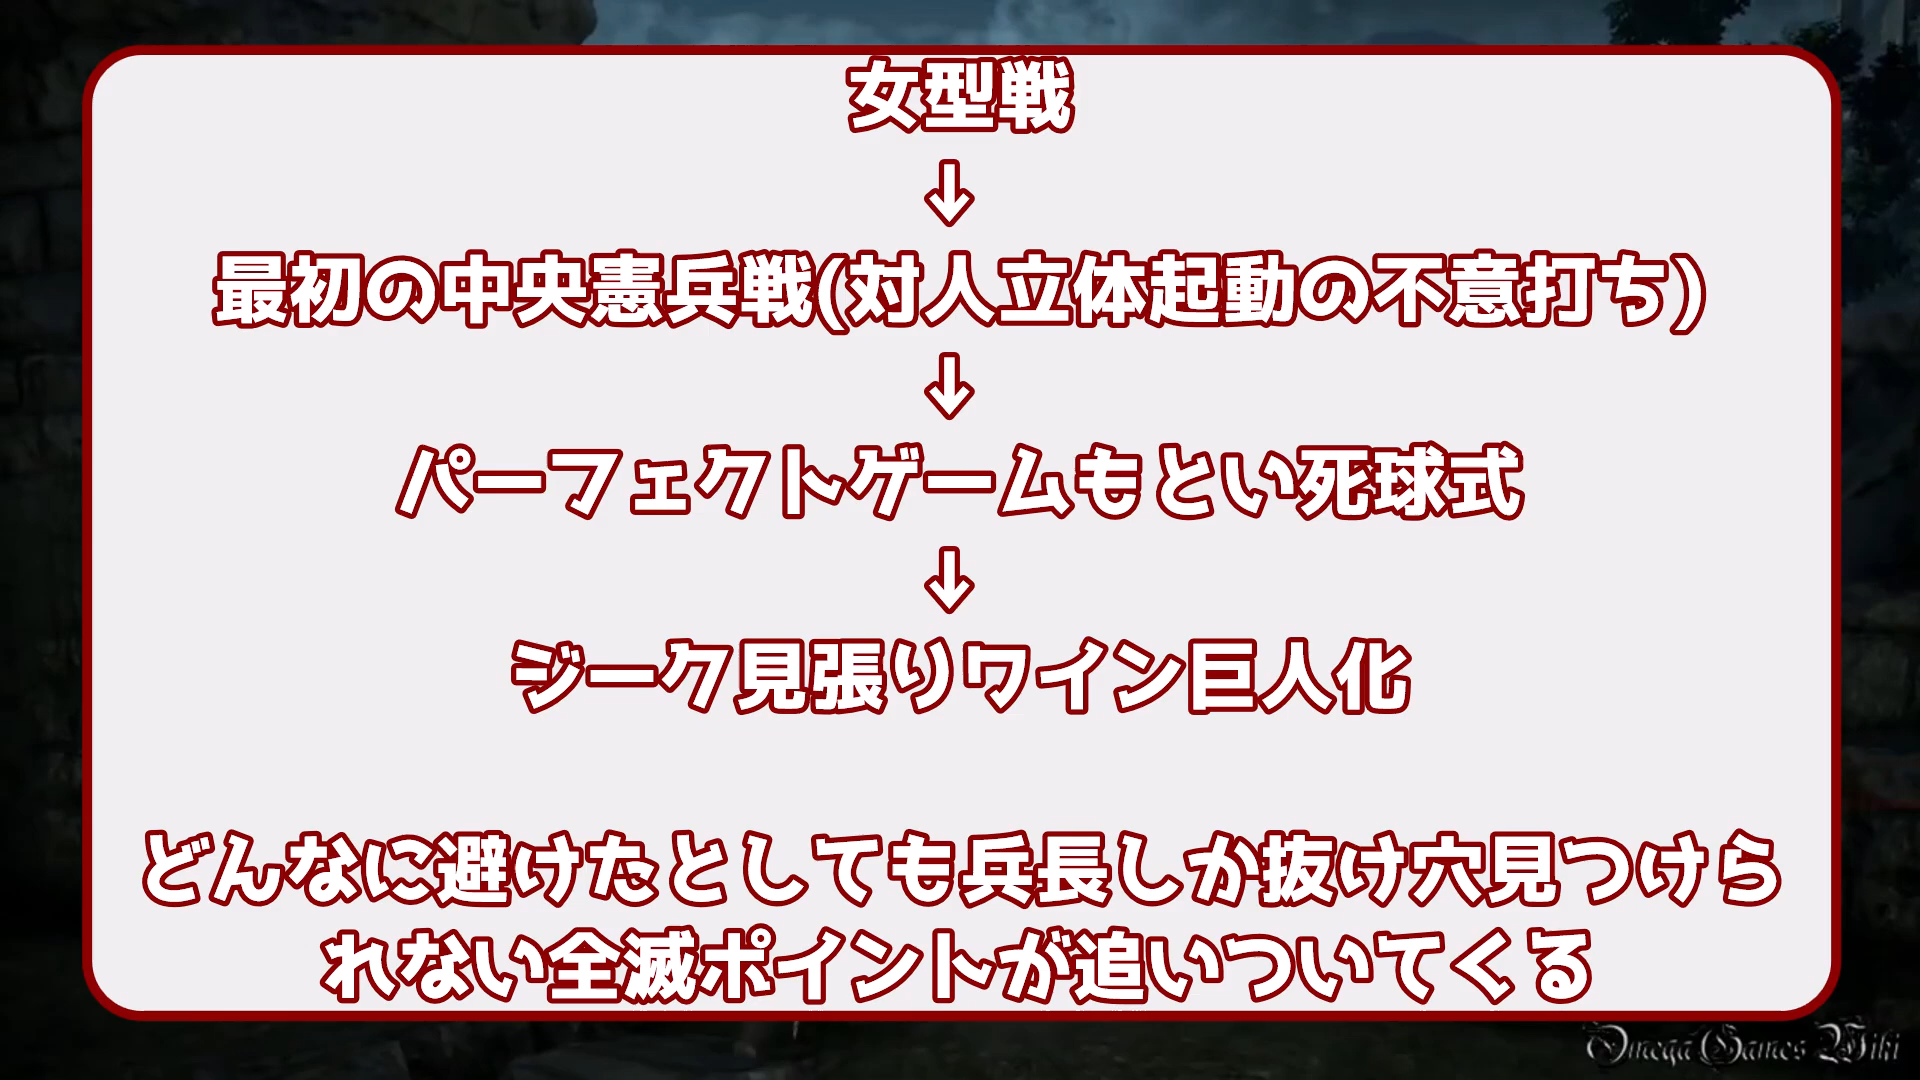 女型戦
↓
最初の中央憲兵戦(対人立体起動の不意打ち)
↓
パーフェクトゲームもとい死球式
↓
ジーク見張りワイン巨人化
どんなに避けたとしても兵長しか抜け穴見つけら
れない全滅ポイントが追いついてくる
Omega Games Wiki